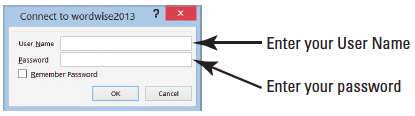 Connect to wordwise2013 ? x
User Name
Enter your User Name
Password
Remember Password
Enter your password
OK Cancel